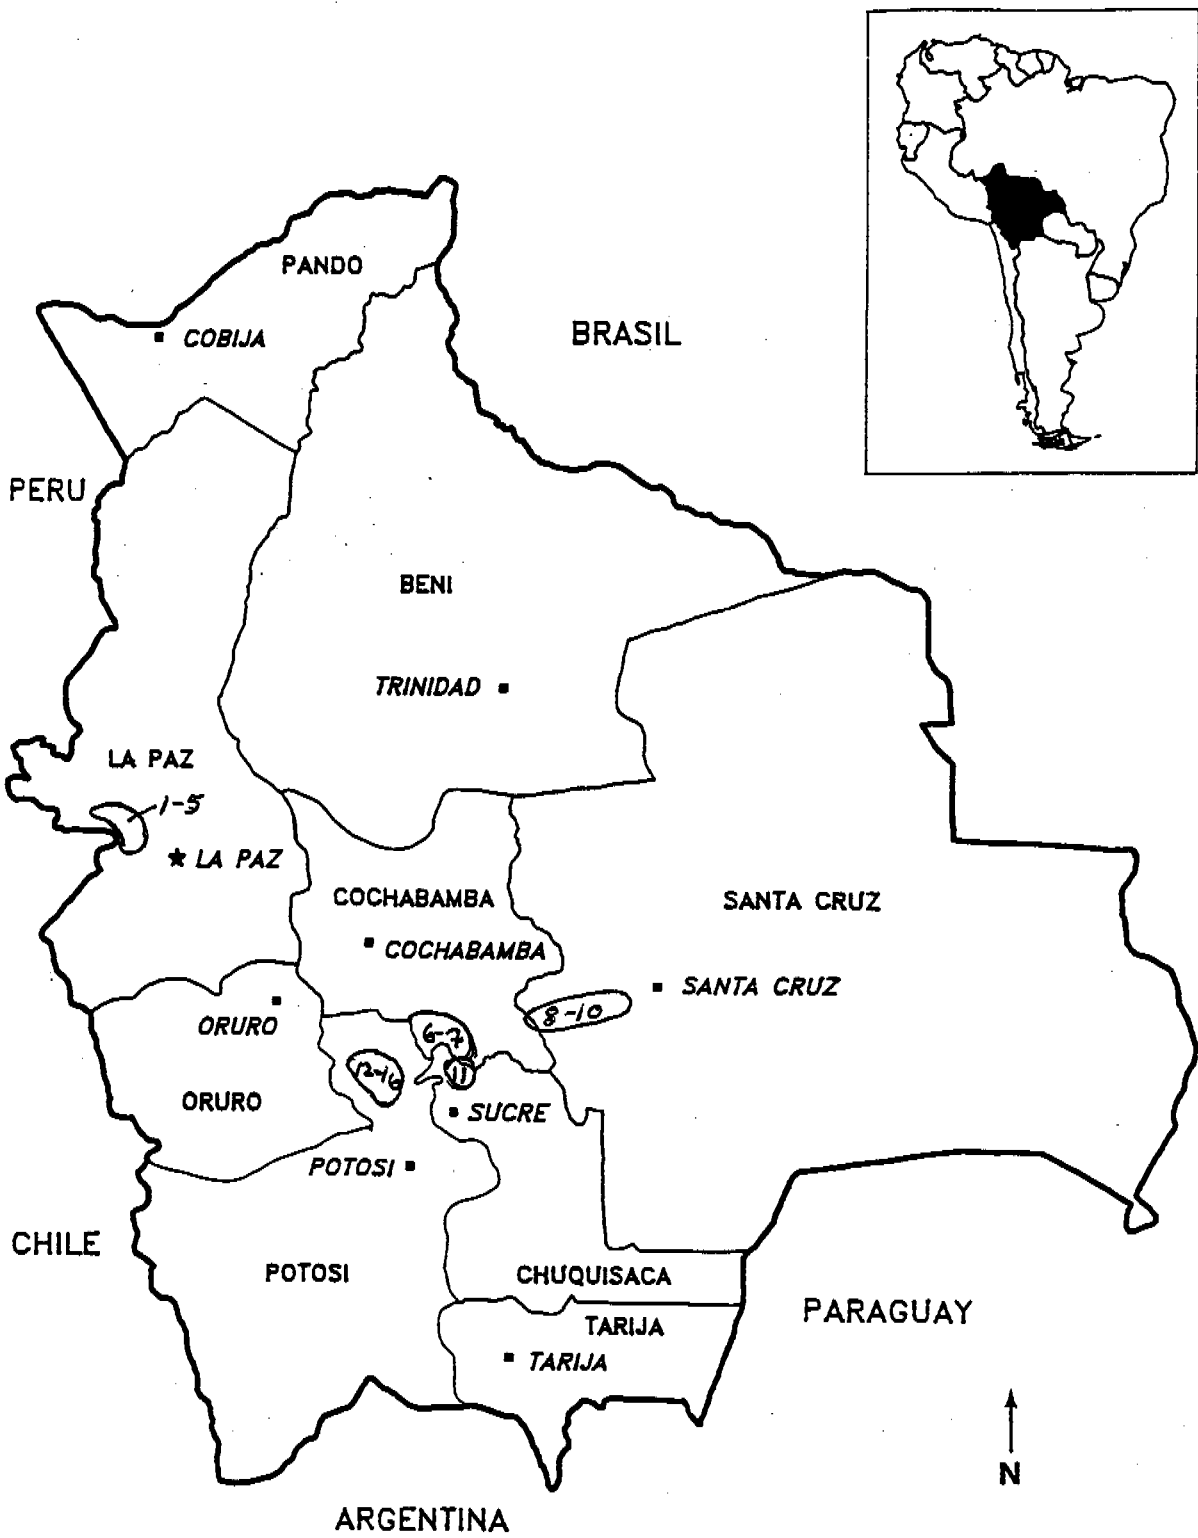 PANDO
COBIJA
BRASIL
PERU
BENI
TRINIDAD
LA PAZ
1-5
LA PAZ
COCHABAMBA
COCHABAMBA
SANTA CRUZ
SANTA CRUZ
8-10
ORURO
6-7
12-16
11
ORURO
SUCRE
POTOSI
CHILE
POTOSI
CHUQUISACA
PARAGUAY
TARIJA
TARIJA
N
ARGENTINA